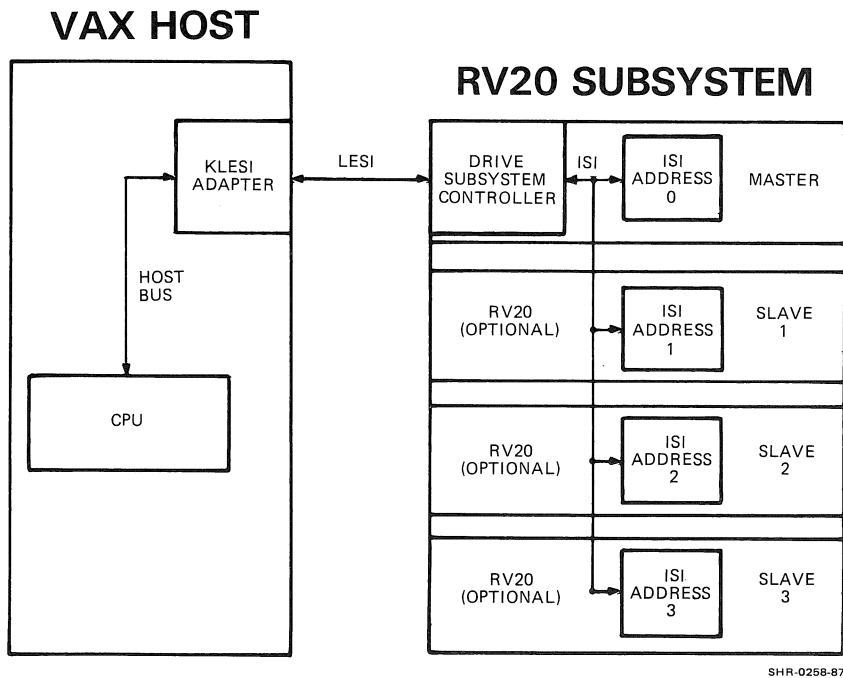 VAX HOST
RV20 SUBSYSTEM
KLESI
ADAPTER
LESI
DRIVE
SUBSYSTEM
CONTROLLER
ISI
ISI
ADDRESS
0
MASTER
HOST
BUS
CPU
RV20
(OPTIONAL)
ISI
ADDRESS
1
SLAVE
1
RV20
(OPTIONAL)
ISI
ADDRESS
2
SLAVE
2
RV20
(OPTIONAL)
ISI
ADDRESS
3
SLAVE
3
SHR-0258-87